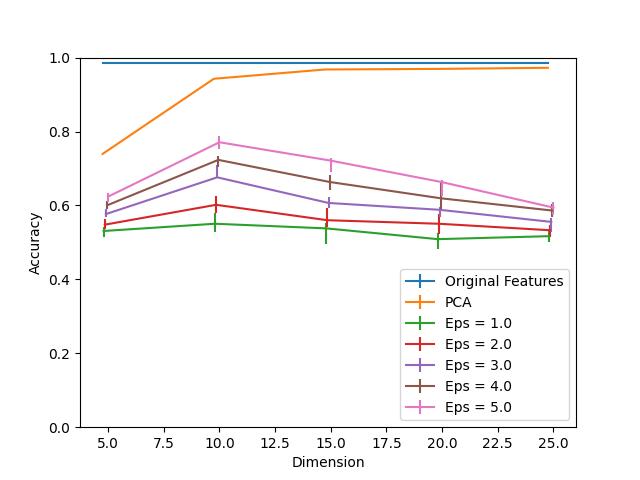 1.0
0.8
0.6
0.4
0.2
0.0
Accuracy
5.0 7.5 10.0 12.5 15.0 17.5 20.0 22.5 25.0
Dimension
Original Features
PCA
Eps = 1.0
Eps = 2.0
Eps = 3.0
Eps = 4.0
Eps = 5.0